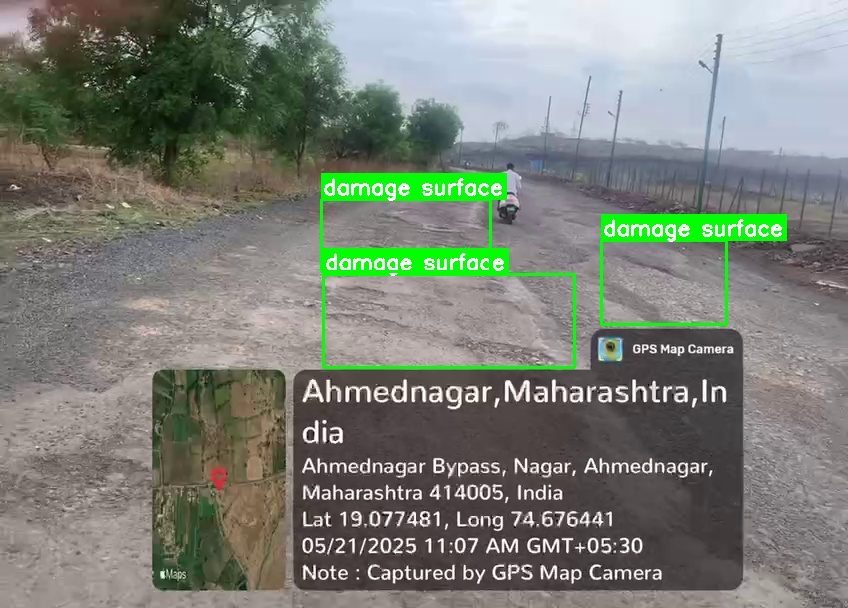 damage surface
damage surface
damage surface
GPS Map Camera
Ahmednagar,Maharashtra,In
dia
Ahmednagar Bypass, Nagar, Ahmednagar,
Maharashtra 414005, India
Lat 19.077481, Long 74.676441
05/21/2025 11:07 AM GMT+05:30
Note : Captured by GPS Map Camera
Maps